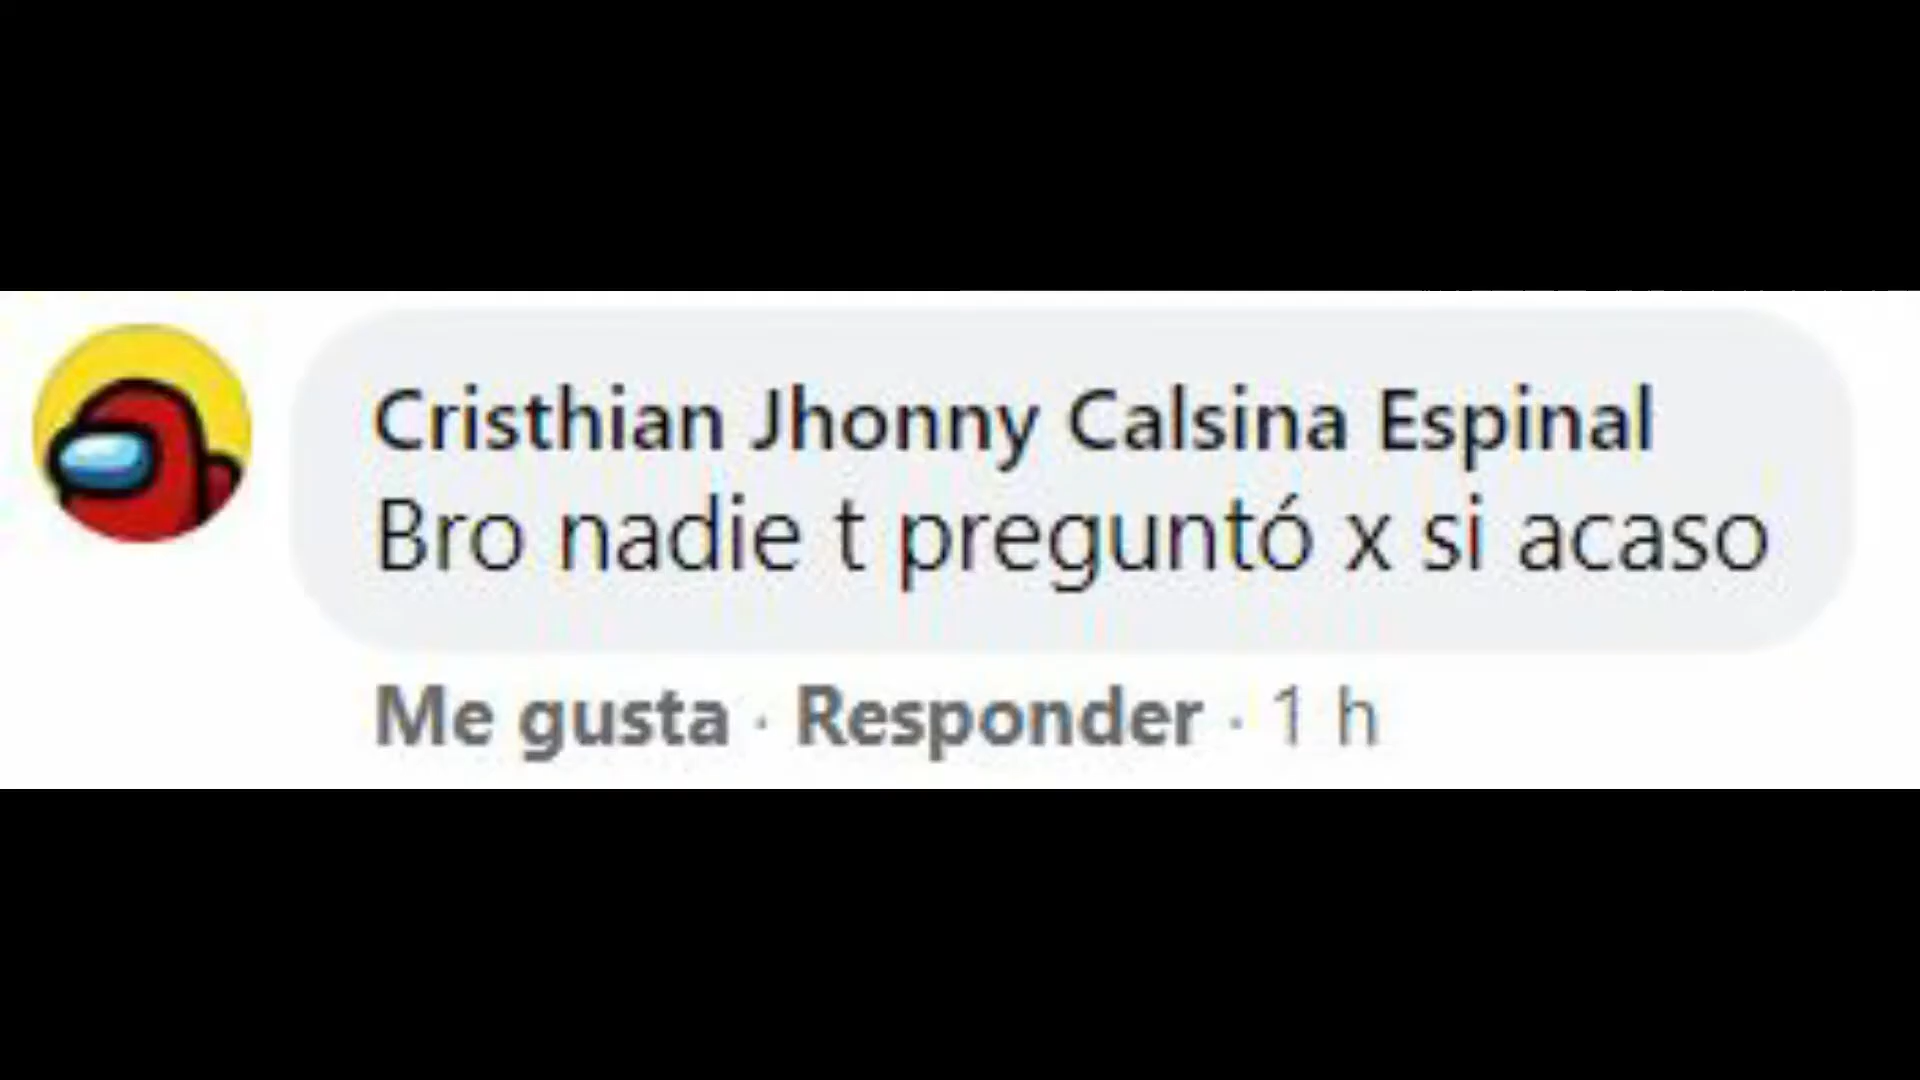 Cristhian Jhonny Calsina Espinal
Bro nadie t preguntó x si acaso
Me gusta · Responder · 1 h